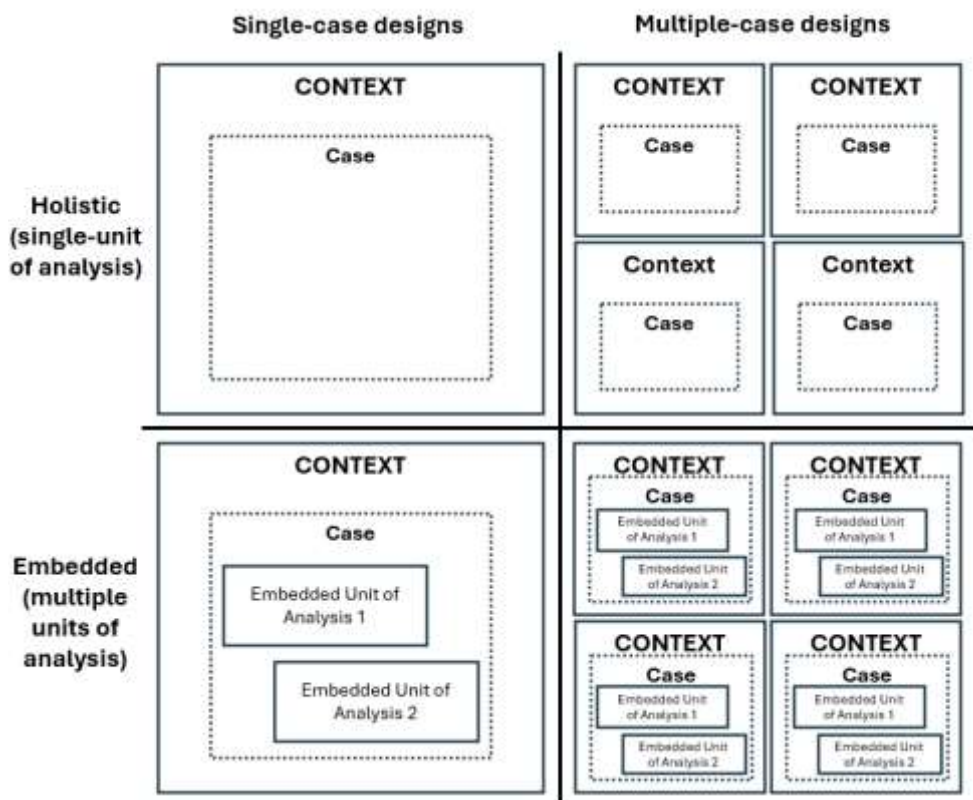 Single-case designs
Multiple-case designs
Holistic
(single-unit
of analysis)
CONTEXT
Case
CONTEXT
Case
CONTEXT
Case
Context
Case
Context
Case
Embedded
(multiple
units of
analysis)
CONTEXT
Case
Embedded Unit of
Analysis 1
Embedded Unit of
Analysis 2
CONTEXT
Case
Embedded Unit
of Analysis 1
Embedded Unit
of Analysis 2
CONTEXT
Case
Embedded Unit
of Analysis 1
Embedded Unit
of Analysis 2
CONTEXT
Case
Embedded Unit
of Analysis 1
Embedded Unit
of Analysis 2
CONTEXT
Case
Embedded Unit
of Analysis 1
Embedded Unit
of Analysis 2